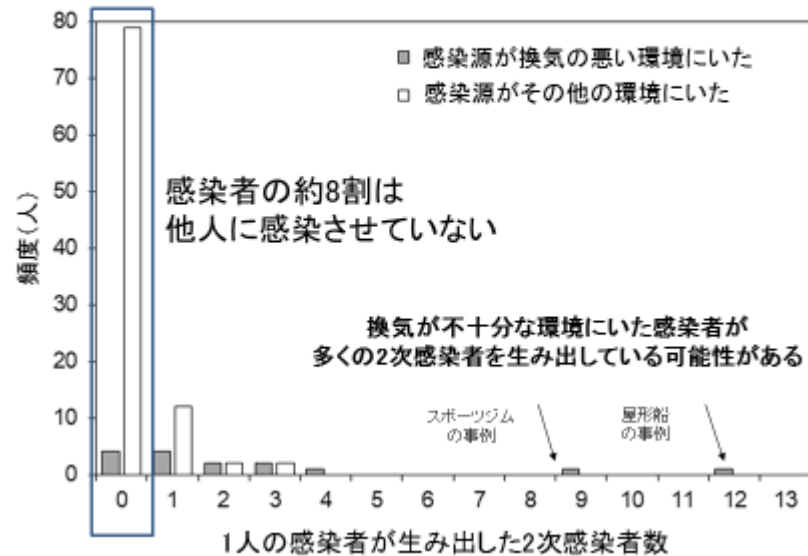 80
70
60
50
40
30
20
10
0
頻度(人)
■ 感染源が換気の悪い環境にいた
□ 感染源がその他の環境にいた
感染者の約8割は
他人に感染させていない
換気が不十分な環境にいた感染者が
多くの2次感染者を生み出している可能性がある
スポーツジム
の事例
屋形船
の事例
0 1 2 3 4 5 6 7 8 9 10 11 12 13
1人の感染者が生み出した2次感染者数